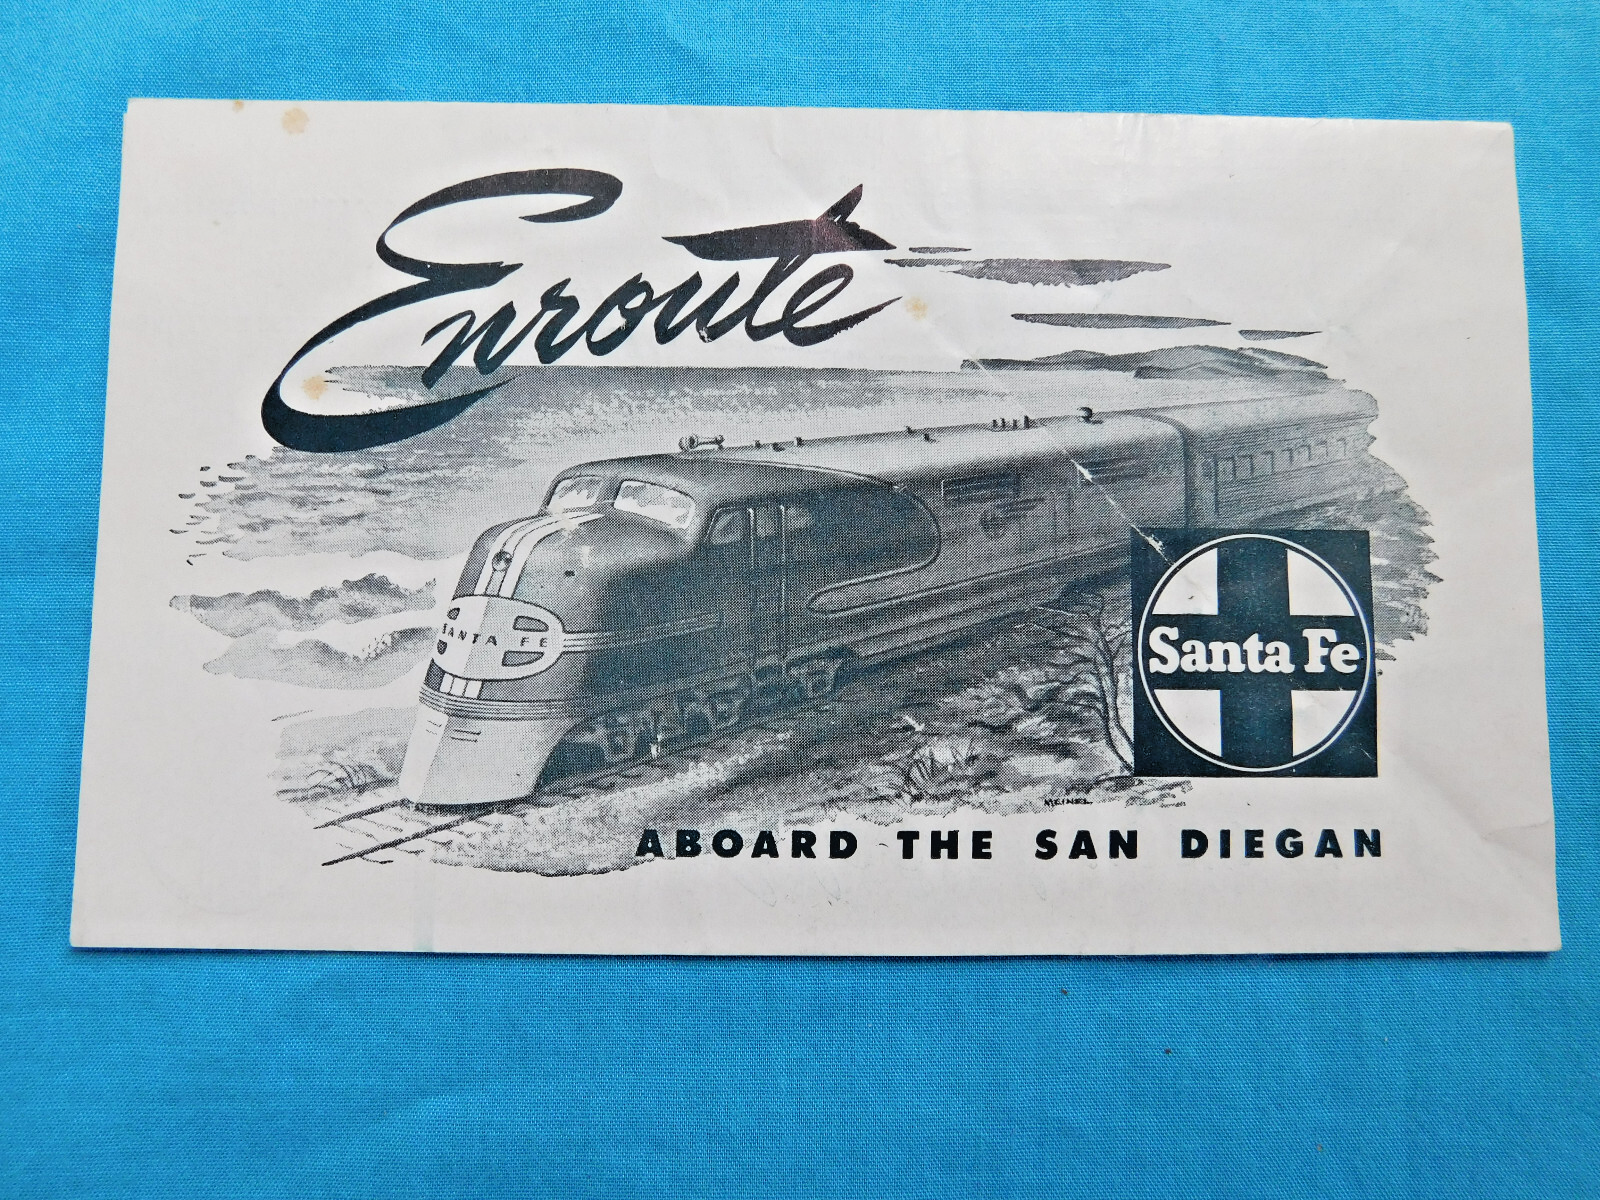 Enroute
SANTA FE
Santa Fe
MEINEL
ABOARD THE SAN DIEGAN